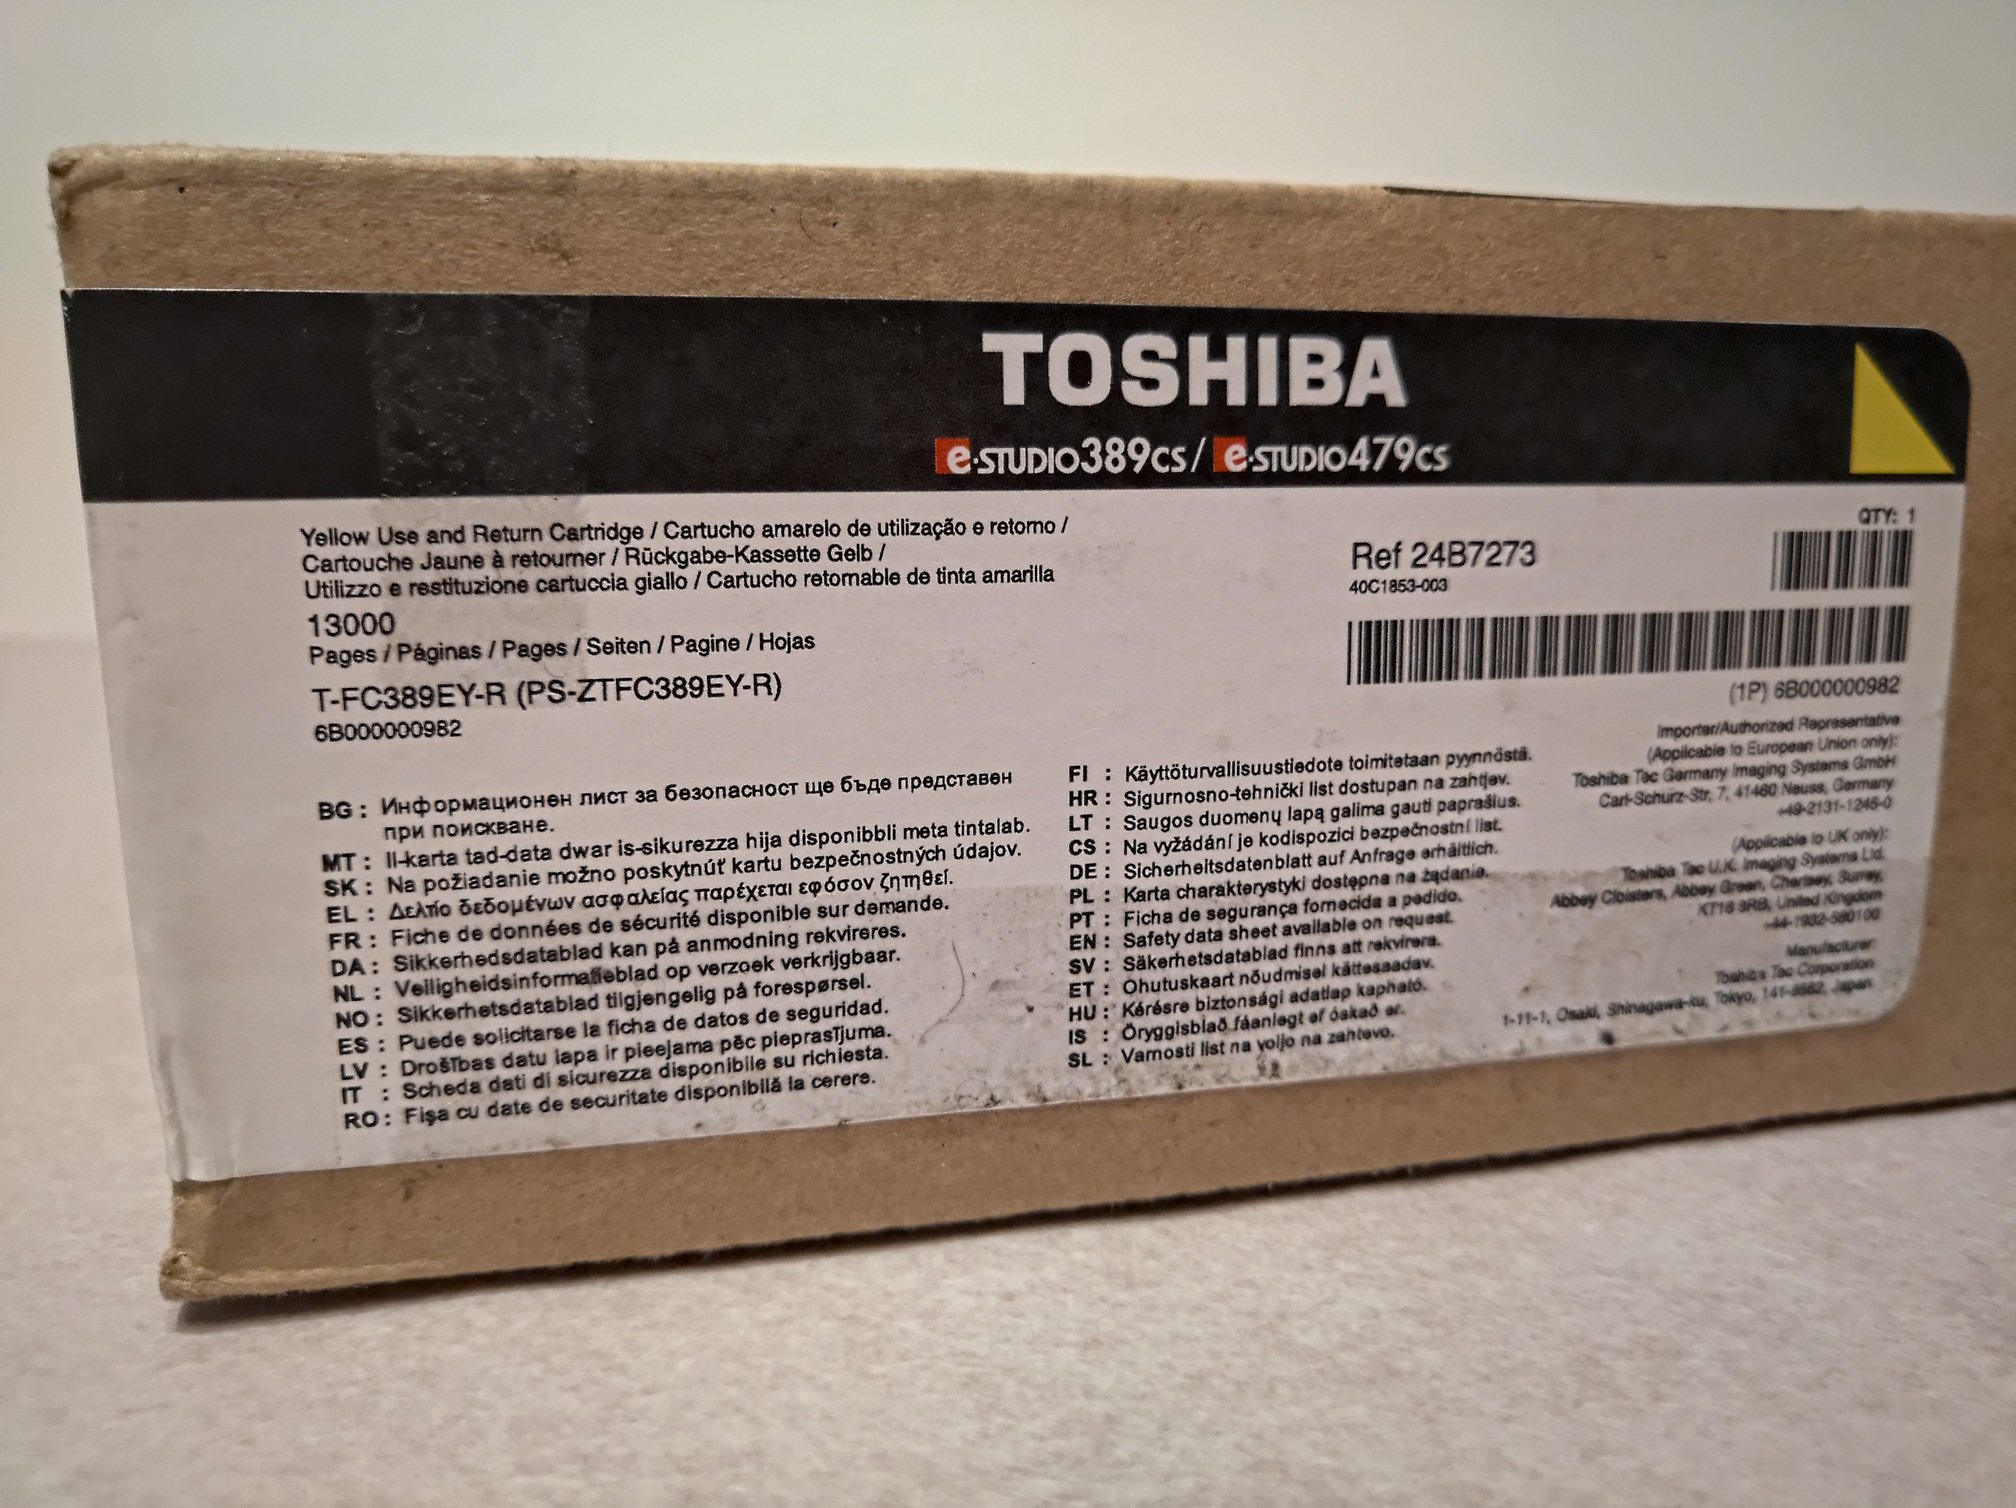 TOSHIBA
e-STUDIO389CS / e-STUDIO479CS
Yellow Use and Return Cartridge / Cartucho amarelo de utilização e retorno /
Cartouche Jaune à retourner / Rückgabe-Kassette Gelb /
Utilizzo e restituzione cartuccia giallo / Cartucho retornable de tinta amarilla
13000
Pages / Páginas / Pages / Seiten / Pagine / Hojas
T-FC389EY-R (PS-ZTFC389EY-R)
6B000000982
Ref 24B7273
40C1853-003
QTY: 1
(1P) 6B000000982
BG : Информационен лист за безопасност ще бъде представен
при поискване.
MT : Il-karta tad-data dwar is-sikurezza hija disponibbli meta tintalab.
SK : Na požiadanie možno poskytnúť kartu bezpečnostných údajov.
EL : Δελτίο δεδομένων ασφαλείας παρέχεται εφόσον ζητηθεί.
FR : Fiche de données de sécurité disponible sur demande.
DA : Sikkerhedsdatablad kan på anmodning rekvireres.
NL : Veiligheidsinformatieblad op verzoek verkrijgbaar.
NO : Sikkerhetsdatablad tilgjengelig på forespørsel.
ES : Puede solicitarse la ficha de datos de seguridad.
LV : Drošības datu lapa ir pieejama pēc pieprasījuma.
IT : Scheda dati di sicurezza disponibile su richiesta.
RO : Fişa cu date de securitate disponibilă la cerere.
FI : Käyttöturvallisuustiedote toimitetaan pyynnöstä.
HR : Sigurnosno-tehnički list dostupan na zahtjev.
LT : Saugos duomenų lapą galima gauti paprašius.
CS : Na vyžádání je k dispozici bezpečnostní list.
DE : Sicherheitsdatenblatt auf Anfrage erhältlich.
PL : Karta charakterystyki dostępna na żądanie.
PT : Ficha de segurança fornecida a pedido.
EN : Safety data sheet available on request.
SV : Säkerhetsdatablad finns att rekvirera.
ET : Ohutuskaart nõudmisel kättesaadav.
HU : Kérésre biztonsági adatlap kapható.
IS : Öryggisblað fáanlegt ef óskað er.
SL : Varnosti list na voljo na zahtevo.
Importer/Authorized Representative
(Applicable to European Union only):
Toshiba Tec Germany Imaging Systems GmbH
Carl-Schurz-Str. 7, 41460 Neuss, Germany
+49-2131-1245-0
(Applicable to UK only):
Toshiba Tec U.K. Imaging Systems Ltd.
Abbey Cloisters, Abbey Green, Chertsey, Surrey,
KT16 8RB, United Kingdom
+44-1932-580100
Manufacturer:
Toshiba Tec Corporation
1-11-1, Osaki, Shinagawa-ku, Tokyo, 141-8562, Japan